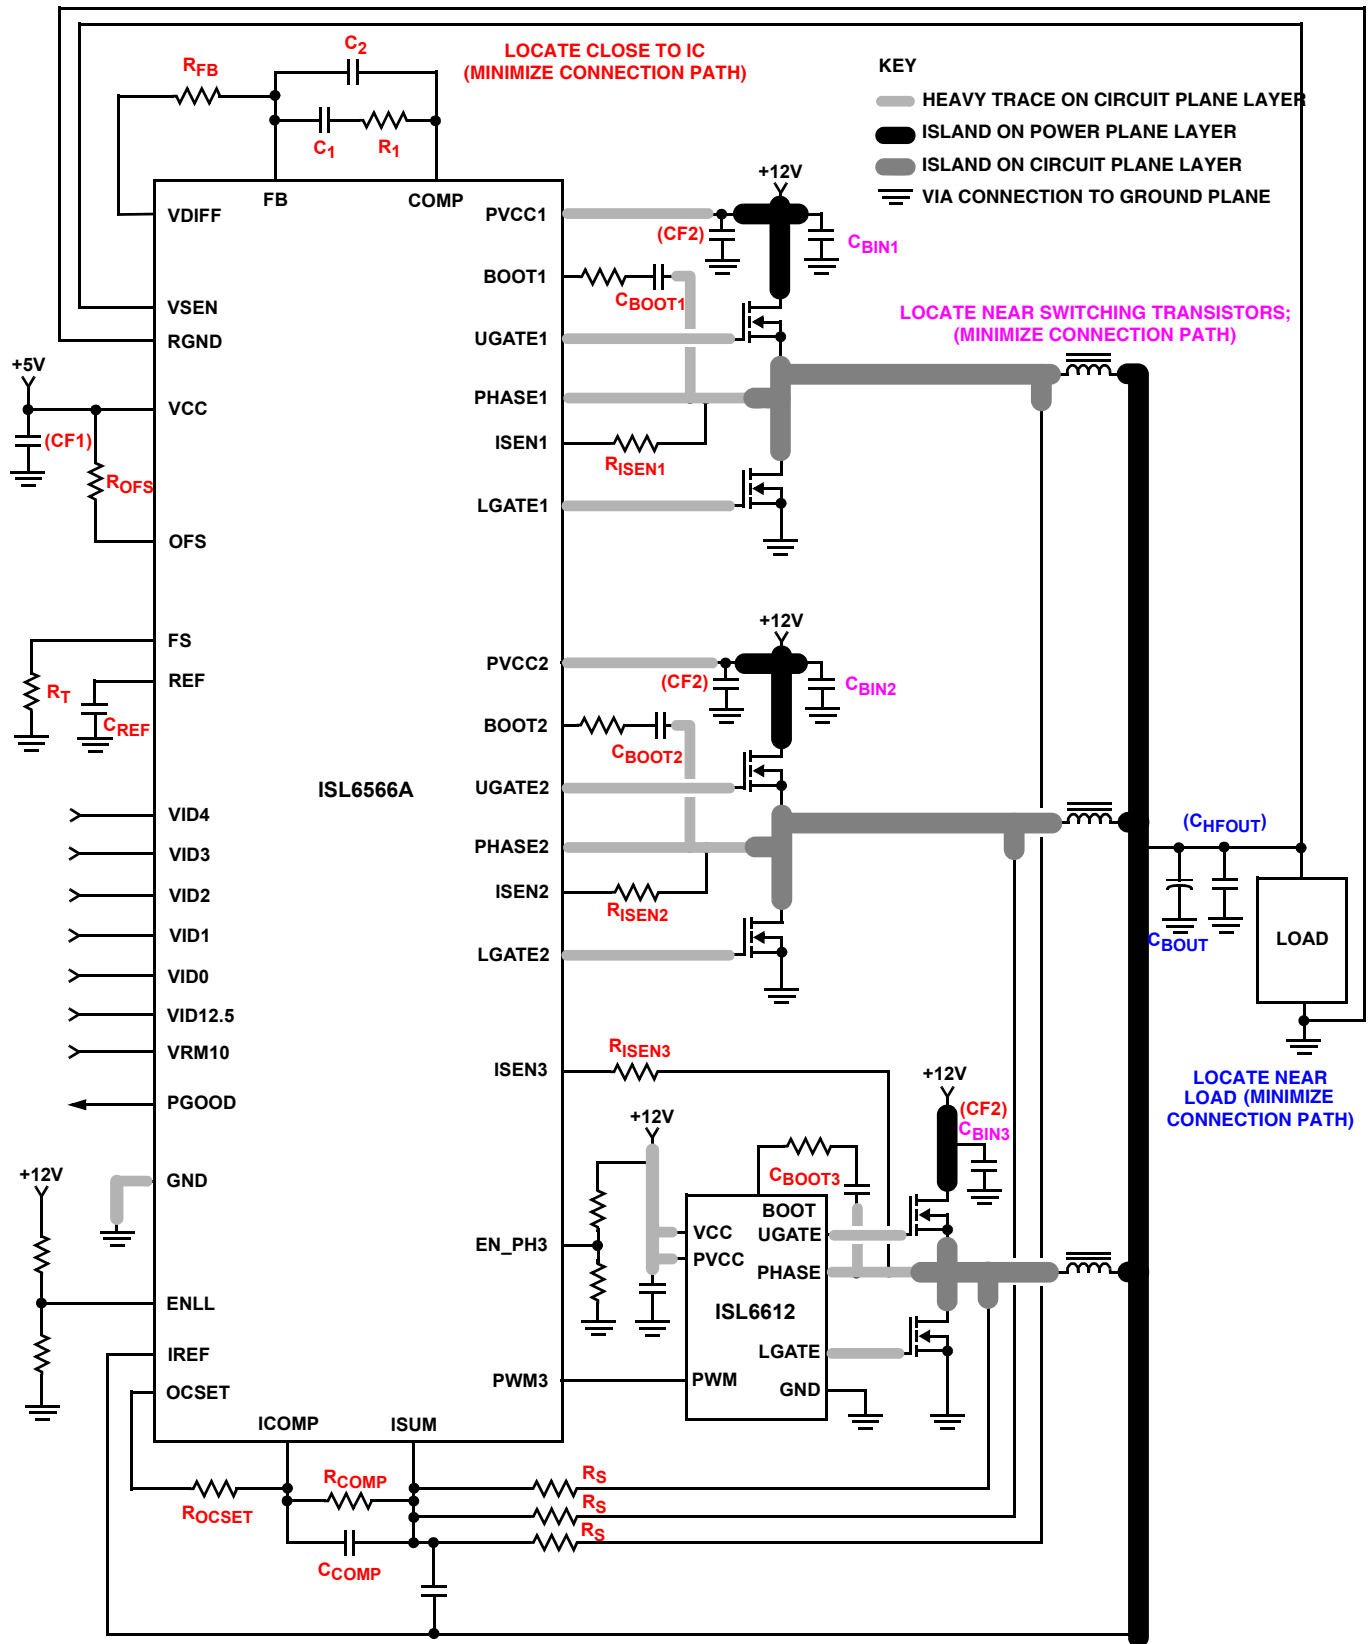 C2
LOCATE CLOSE TO IC
(MINIMIZE CONNECTION PATH)
RFB
C1
R1
KEY
HEAVY TRACE ON CIRCUIT PLANE LAYER
ISLAND ON POWER PLANE LAYER
ISLAND ON CIRCUIT PLANE LAYER
VIA CONNECTION TO GROUND PLANE
FB
COMP
VDIFF
VSEN
RGND
+5V
VCC
(CF1)
ROFS
OFS
FS
REF
RT
CREF
VID4
VID3
VID2
VID1
VID0
VID12.5
VRM10
PGOOD
GND
+12V
ENLL
IREF
OCSET
ICOMP
ISUM
ISL6566A
PVCC1
+12V
(CF2)
CBIN1
BOOT1
CBOOT1
UGATE1
PHASE1
ISEN1
RISEN1
LGATE1
LOCATE NEAR SWITCHING TRANSISTORS;
(MINIMIZE CONNECTION PATH)
+12V
PVCC2
(CF2)
CBIN2
BOOT2
CBOOT2
UGATE2
PHASE2
ISEN2
RISEN2
LGATE2
(CHFOUT)
CBOUT
LOAD
LOCATE NEAR
LOAD (MINIMIZE
CONNECTION PATH)
ISEN3
RISEN3
+12V
+12V
(CF2)
CBIN3
CBOOT3
EN_PH3
BOOT
VCC
UGATE
PVCC
PHASE
ISL6612
LGATE
PWM3
PWM
GND
ROCSET
RCOMP
CCOMP
RS
RS
RS